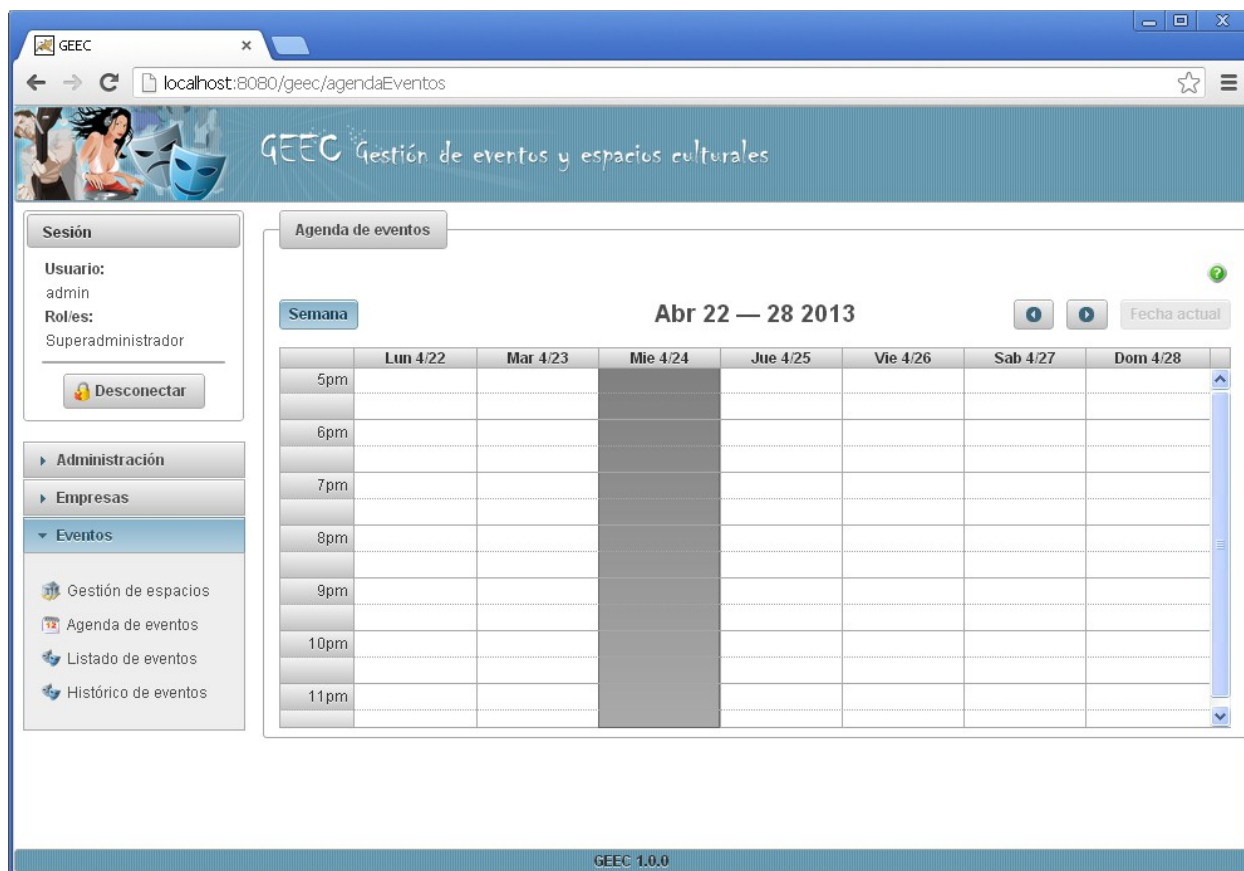 GEEC
localhost:8080/geec/agendaEventos
GEEC Gestión de eventos y espacios culturales
Sesión
Usuario:
admin
Rol/es:
Superadministrador
Desconectar
Administración
Empresas
Eventos
Gestión de espacios
12
Agenda de eventos
Listado de eventos
Histórico de eventos
Agenda de eventos
?
Semana
Abr 22 — 28 2013
Fecha actual
Lun 4/22 Mar 4/23 Mie 4/24 Jue 4/25 Vie 4/26 Sab 4/27 Dom 4/28
5pm
6pm
7pm
8pm
9pm
10pm
11pm
GEEC 1.0.0